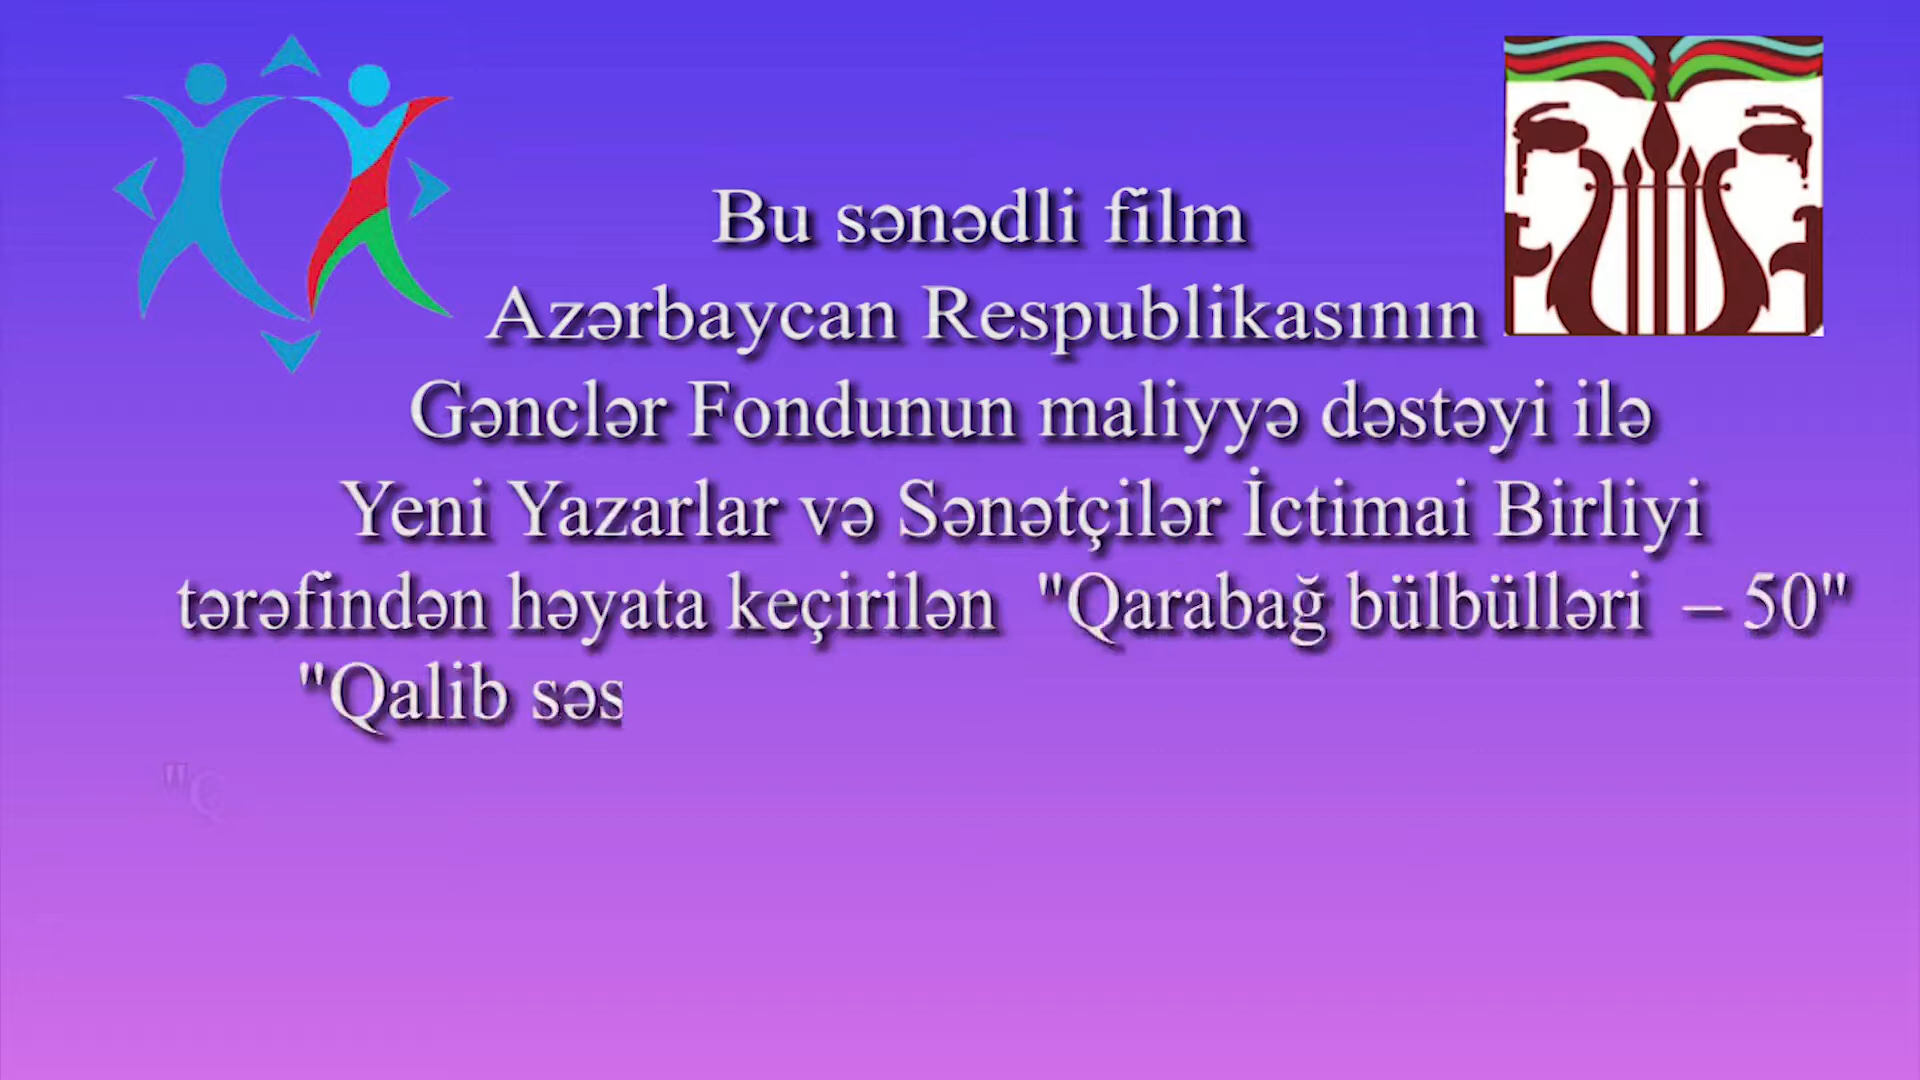 Bu sənədli film
Azərbaycan Respublikasının
Gənclər Fondunun maliyyə dəstəyi ilə
Yeni Yazarlar və Sənətçilər İctimai Birliyi
tərəfindən həyata keçirilən "Qarabağ bülbülləri – 50"
"Qalib səs
"Q